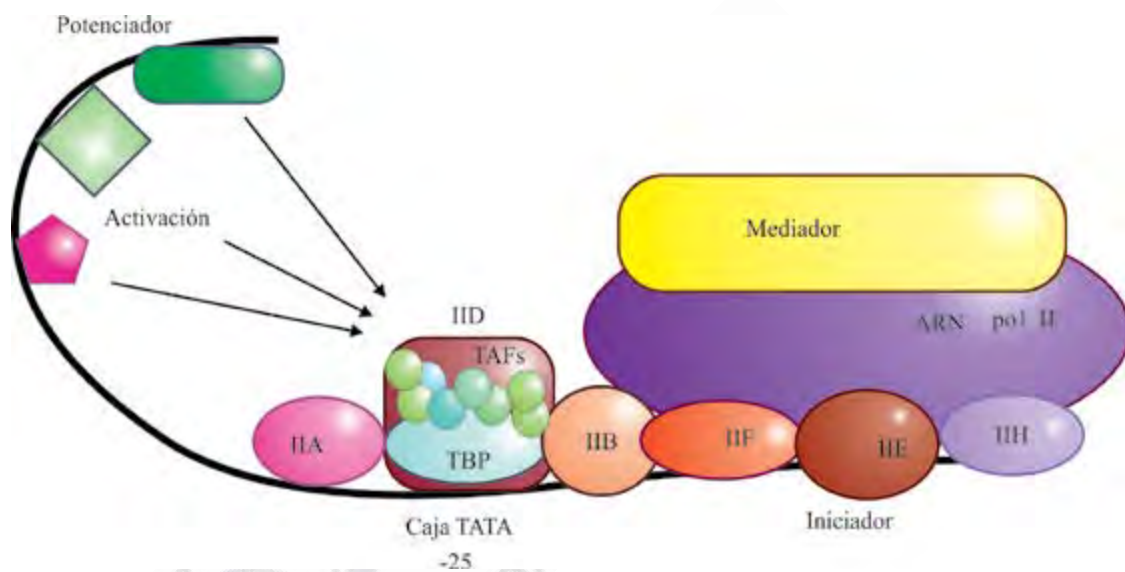 Potenciador
Activación
Mediador
ARN pol II
IID
TAFs
IIA
TBP
IIB
IIF
IIE
IIH
Caja TATA
-25
Iniciador